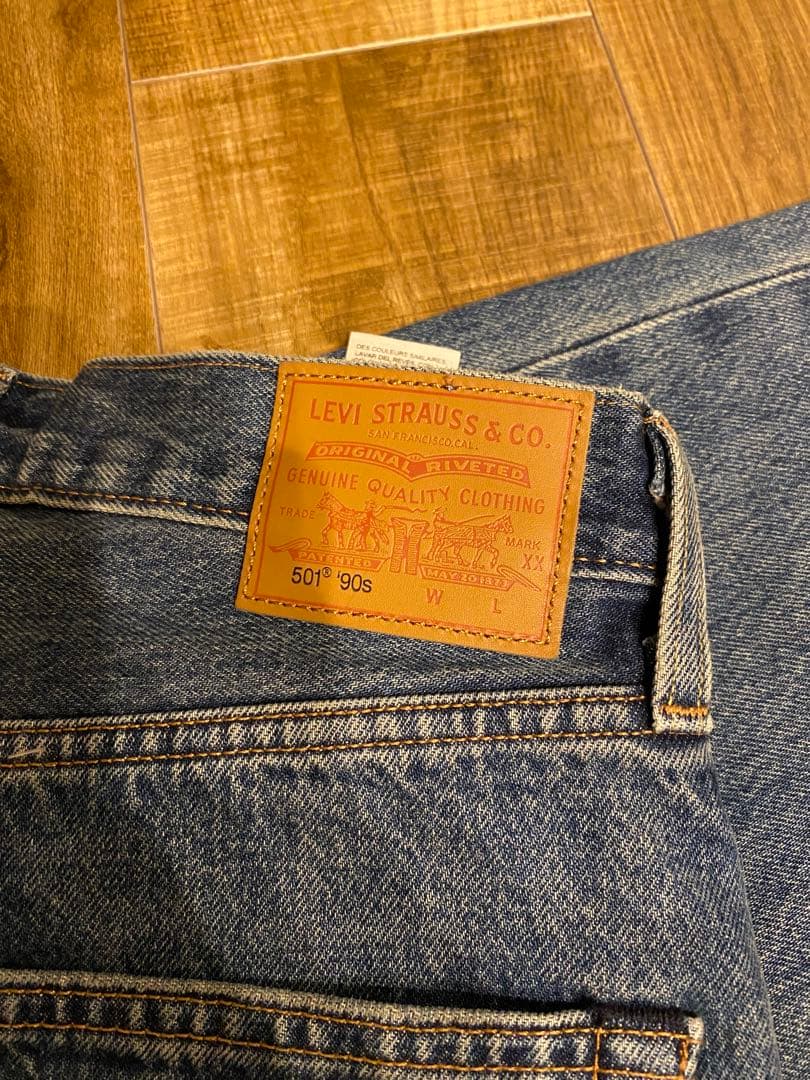 DES COULEURS SIMILAIRES.
LAVAR DEL REVÉS,
LEVI STRAUSS & CO.
SAN FRANCISCO, CAL.
ORIGINAL RIVETED
GENUINE QUALITY CLOTHING
TRADE MARK
PATENTED MAY 20 1873 XX
501® '90s W L